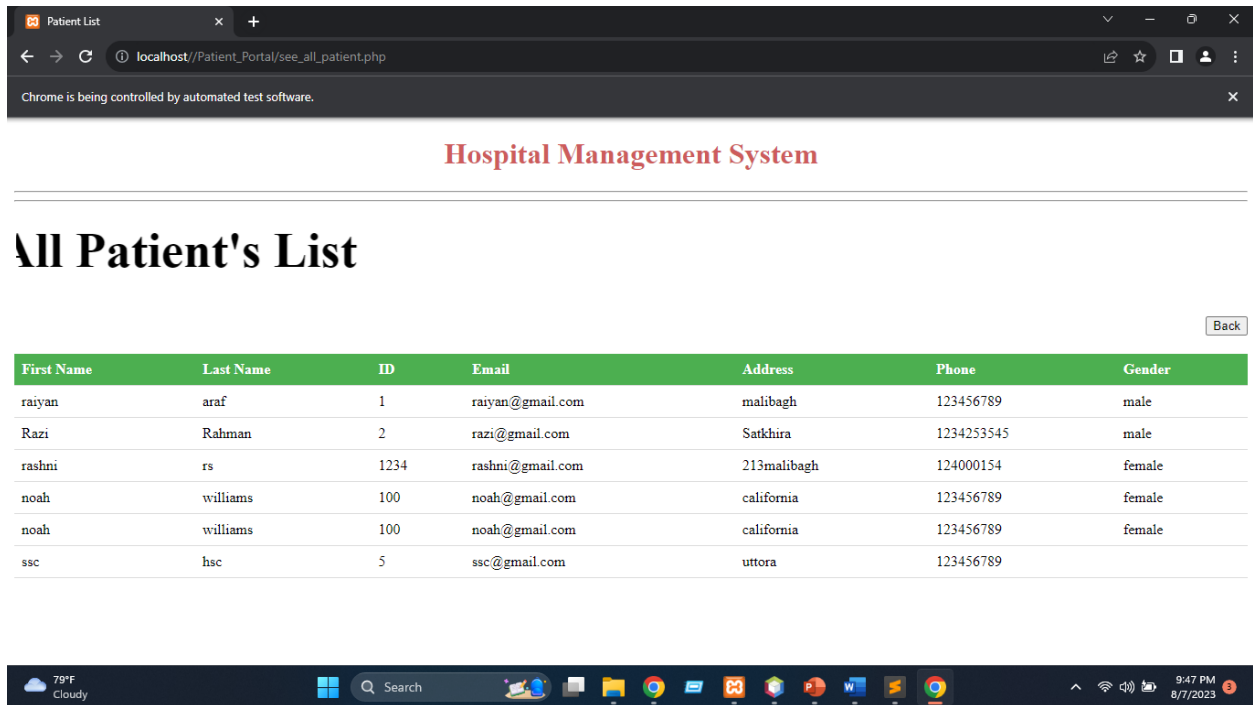 Patient List
localhost//Patient_Portal/see_all_patient.php
Chrome is being controlled by automated test software.
Hospital Management System
All Patient's List
Back
First Name Last Name ID Email Address Phone Gender
raiyan araf 1 raiyan@gmail.com malibagh 123456789 male
Razi Rahman 2 razi@gmail.com Satkhira 1234253545 male
rashni rs 1234 rashni@gmail.com 213malibagh 124000154 female
noah williams 100 noah@gmail.com california 123456789 female
noah williams 100 noah@gmail.com california 123456789 female
ssc hsc 5 ssc@gmail.com uttora 123456789
79°F
Cloudy
Search
9:47 PM
8/7/2023
3